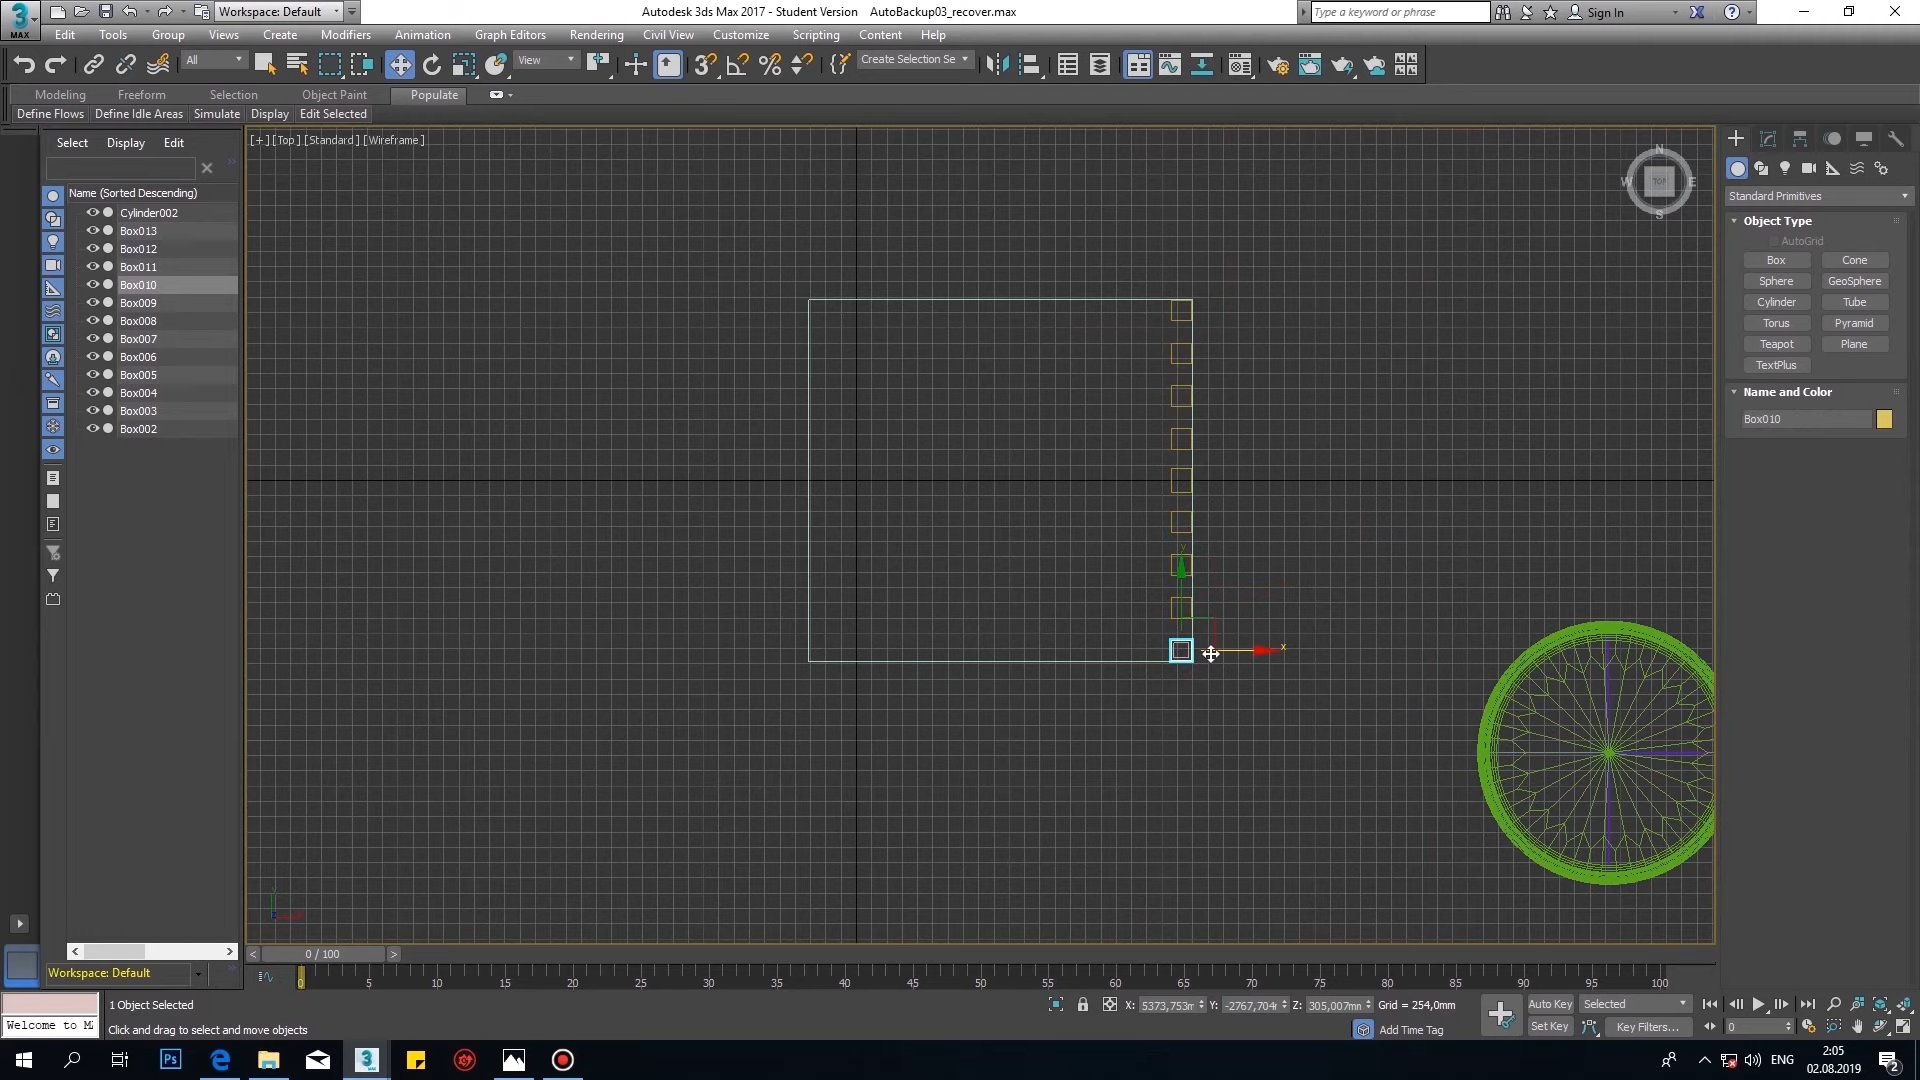 Workspace: Default
Autodesk 3ds Max 2017 - Student Version    AutoBackup03_recover.max
Type a keyword or phrase
Sign In
MAX
Edit Tools Group Views Create Modifiers Animation Graph Editors Rendering Civil View Customize Scripting Content Help
All
View
Create Selection Se
Modeling Freeform Selection Object Paint Populate
Define Flows Define Idle Areas Simulate Display Edit Selected
Select Display Edit
[+] [Top] [Standard] [Wireframe]
N
W TOP E
S
Name (Sorted Descending)
Cylinder002
Box013
Box012
Box011
Box010
Box009
Box008
Box007
Box006
Box005
Box004
Box003
Box002
Standard Primitives
Object Type
AutoGrid
Box Cone
Sphere GeoSphere
Cylinder Tube
Torus Pyramid
Teapot Plane
TextPlus
Name and Color
Box010
y
x
< 0 / 100 >
Workspace: Default
0 5 10 15 20 25 30 35 40 45 50 55 60 65 70 75 80 85 90 95 100
1 Object Selected
X: 5373,753m Y: -2767,704 Z: 305,007mm Grid = 254,0mm
Auto Key Selected
Welcome to M
Click and drag to select and move objects
Add Time Tag
Set Key Key Filters...
0
Ps
3
MAX
ENG
2:05
02.08.2019
2